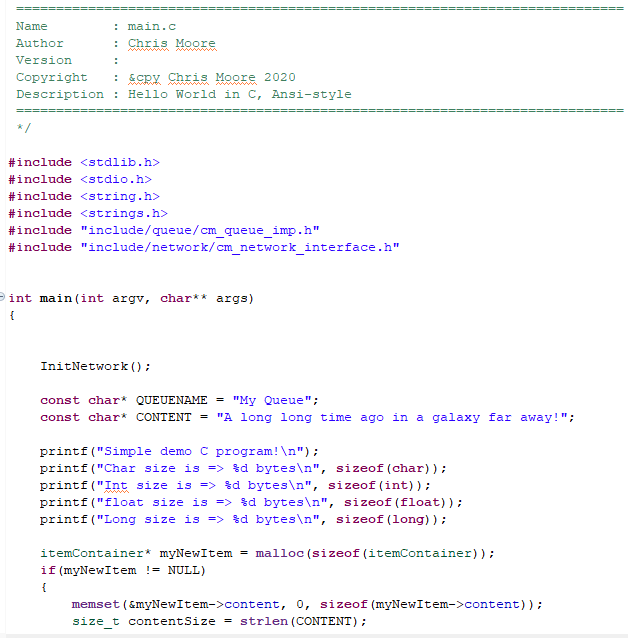 ============================================================================
Name        : main.c
Author      : Chris Moore
Version     :
Copyright   : &cpy Chris Moore 2020
Description : Hello World in C, Ansi-style
============================================================================
*/
#include <stdlib.h>
#include <stdio.h>
#include <string.h>
#include <strings.h>
#include "include/queue/cm_queue_imp.h"
#include "include/network/cm_network_interface.h"
int main(int argv, char** args)
{
    InitNetwork();
    const char* QUEUENAME = "My Queue";
    const char* CONTENT = "A long long time ago in a galaxy far away!";
    printf("Simple demo C program!\n");
    printf("Char size is => %d bytes\n", sizeof(char));
    printf("Int size is => %d bytes\n", sizeof(int));
    printf("float size is => %d bytes\n", sizeof(float));
    printf("Long size is => %d bytes\n", sizeof(long));
    itemContainer* myNewItem = malloc(sizeof(itemContainer));
    if(myNewItem != NULL)
    {
        memset(&myNewItem->content, 0, sizeof(myNewItem->content));
        size_t contentSize = strlen(CONTENT);